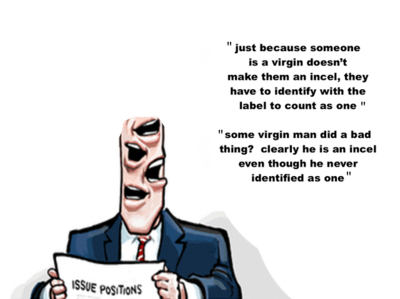 " just because someone
is a virgin doesn't
make them an incel, they
have to identify with the
label to count as one "
"some virgin man did a bad
thing? clearly he is an incel
even though he never
identified as one"
ISSUE POSITIONS